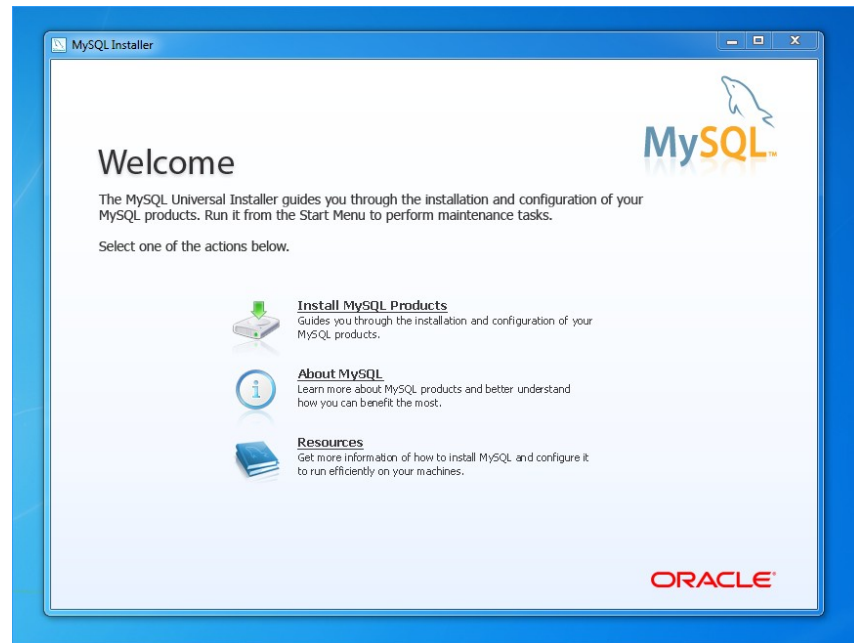 MySQL Installer
MySQL™
Welcome
The MySQL Universal Installer guides you through the installation and configuration of your
MySQL products. Run it from the Start Menu to perform maintenance tasks.
Select one of the actions below.
Install MySQL Products
Guides you through the installation and configuration of your
MySQL products.
About MySQL
Learn more about MySQL products and better understand
how you can benefit the most.
Resources
Get more information of how to install MySQL and configure it
to run efficiently on your machines.
ORACLE®